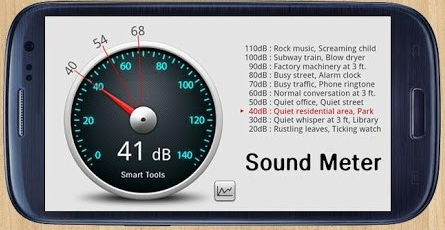 68
54
40
60
80
40
100
20
120
0
140
41 dB
Smart Tools
110dB : Rock music, Screaming child
100dB : Subway train, Blow dryer
90dB : Factory machinery at 3 ft.
80dB : Busy street, Alarm clock
70dB : Busy traffic, Phone ringtone
60dB : Normal conversation at 3 ft.
50dB : Quiet office, Quiet street
40dB : Quiet residential area, Park
30dB : Quiet whisper at 3 ft, Library
20dB : Rustling leaves, Ticking watch
Sound Meter